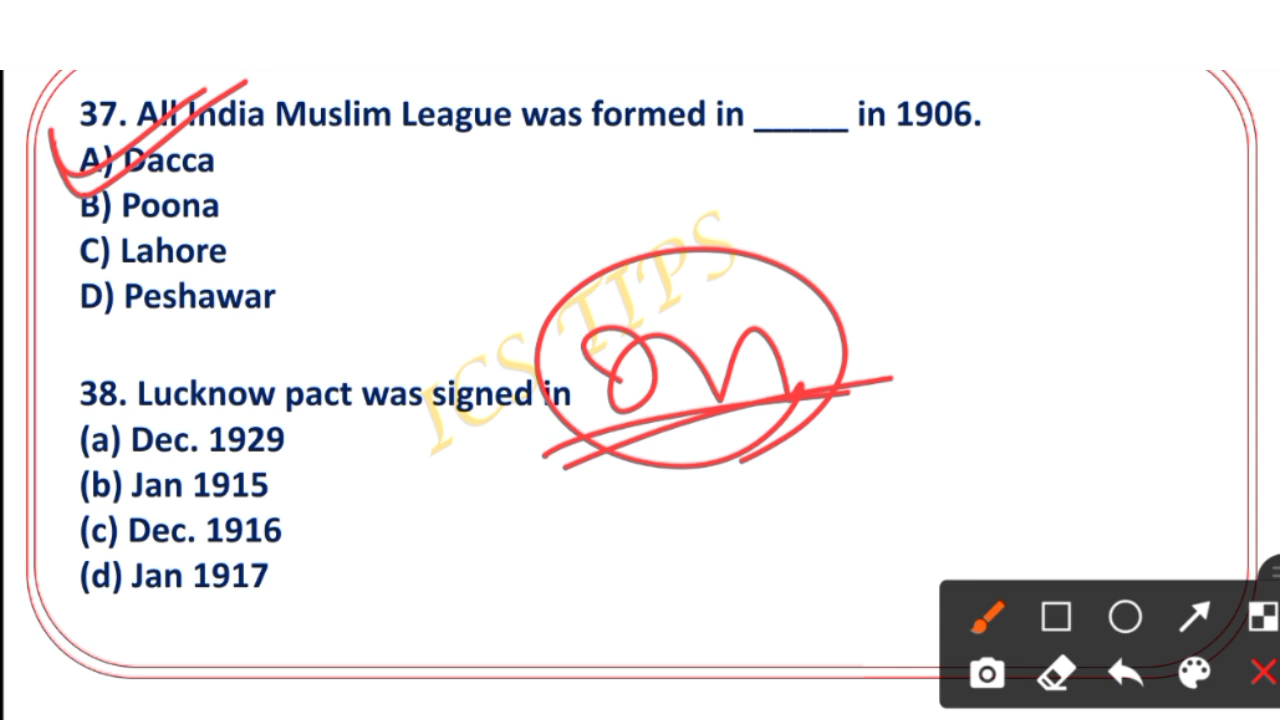 37. All India Muslim League was formed in _____ in 1906.
A) Dacca
B) Poona
C) Lahore
D) Peshawar
ICS TIPS
38. Lucknow pact was signed in
(a) Dec. 1929
(b) Jan 1915
(c) Dec. 1916
(d) Jan 1917